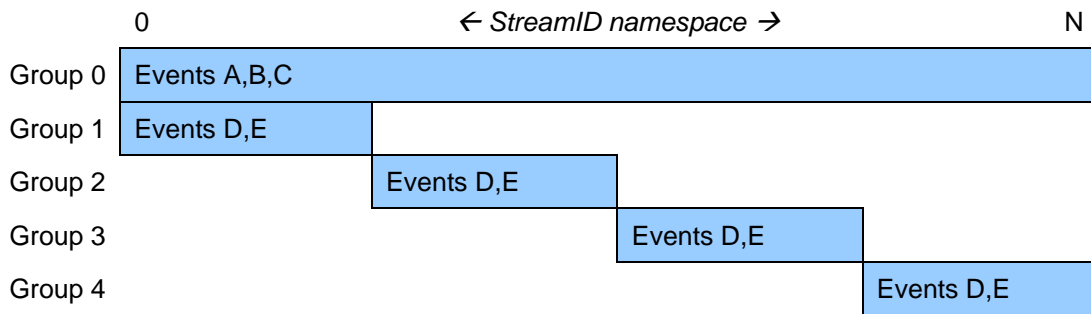 0 ← StreamID namespace → N
Group 0 Events A,B,C
Group 1 Events D,E
Group 2 Events D,E
Group 3 Events D,E
Group 4 Events D,E